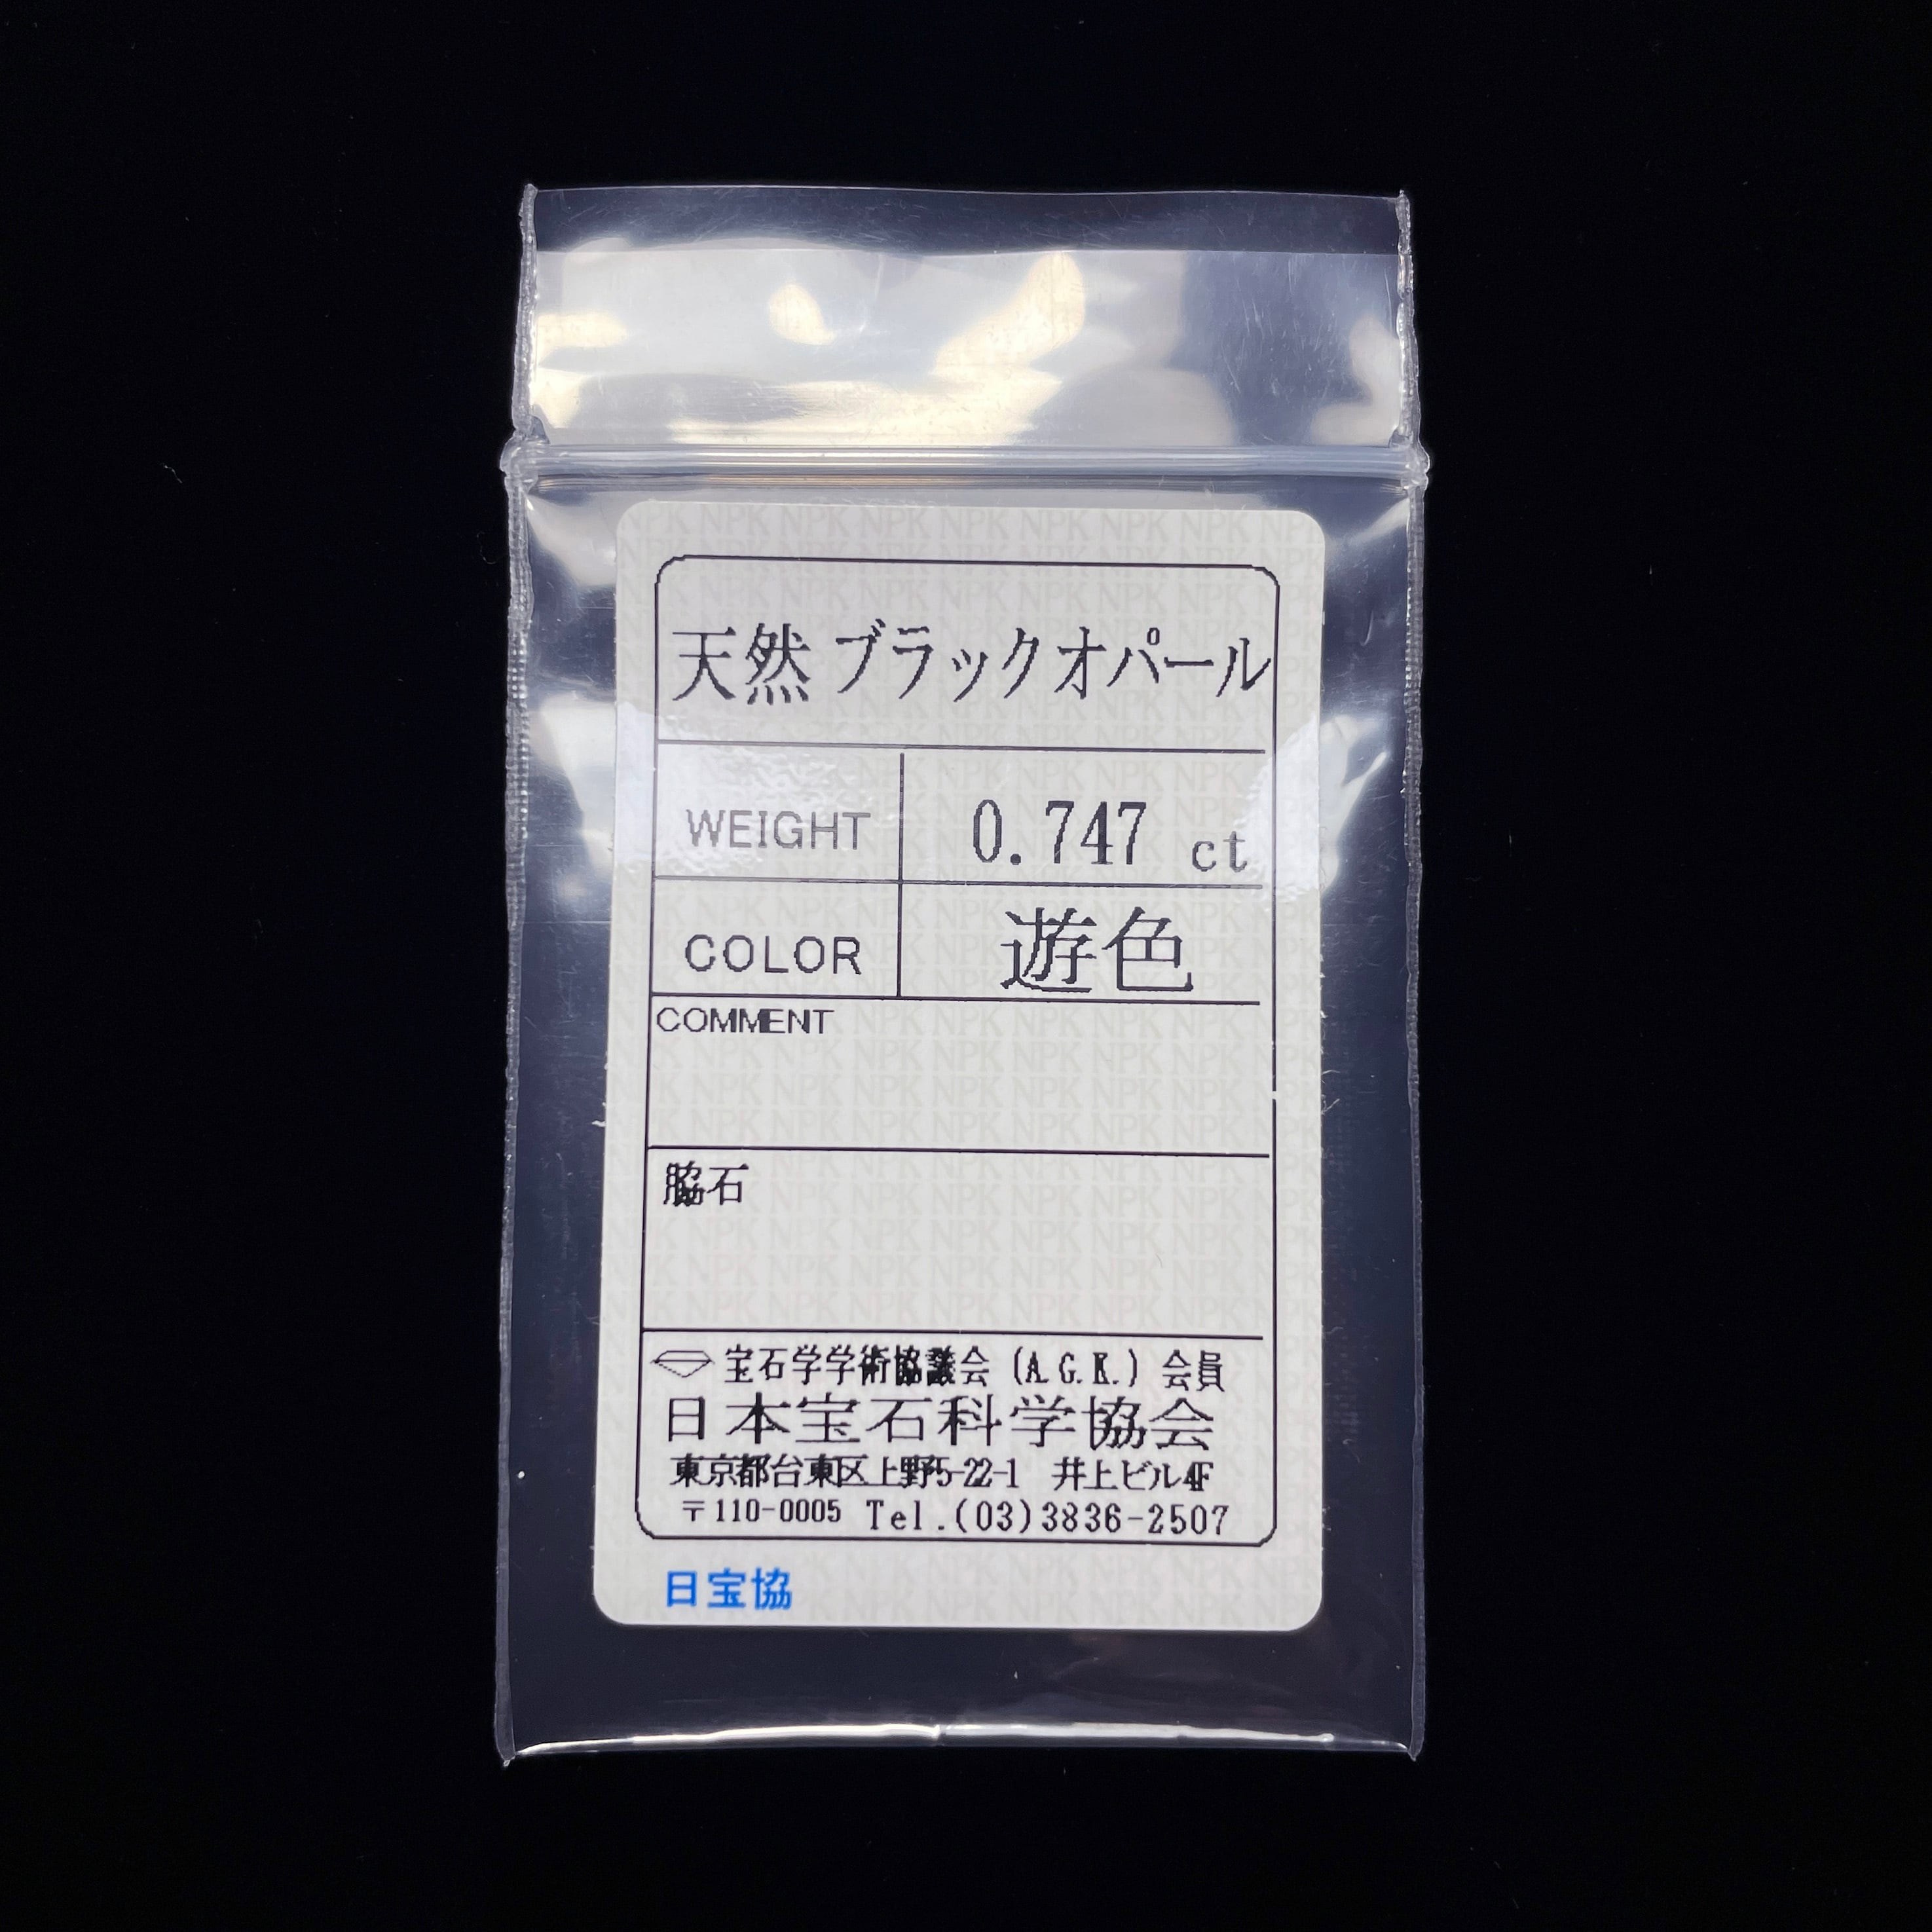 天然 ブラックオパール
WEIGHT 0.747 ct
COLOR 遊色
COMMENT
脇石
宝石学学術協議会 (A.G.K.) 会員
日本宝石科学協会
東京都台東区上野5-22-1 井上ビル4F
〒110-0005 Tel.(03)3836-2507
日宝協